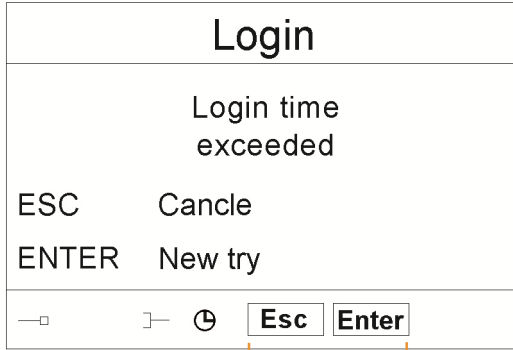 Login
Login time
exceeded
ESC Cancle
ENTER New try
Esc Enter